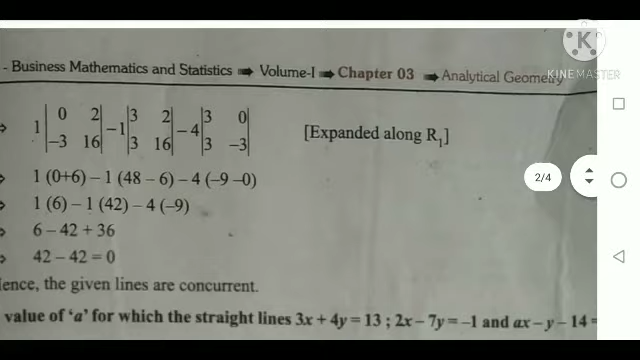 - Business Mathematics and Statistics ➡ Volume-I ➡ Chapter 03 ➡ Analytical Geometry
KINEMASTER
⇒ 1 |0 2; -3 16| - 1 |3 2; 3 16| - 4 |3 0; 3 -3| [Expanded along R₁]
2/4
1 (0+6) – 1 (48 – 6) – 4 (–9 –0)
1 (6) – 1 (42) – 4 (–9)
6 – 42 + 36
42 – 42 = 0
ence, the given lines are concurrent.
value of 'a' for which the straight lines 3x + 4y = 13 ; 2x – 7y = –1 and ax – y – 14 =